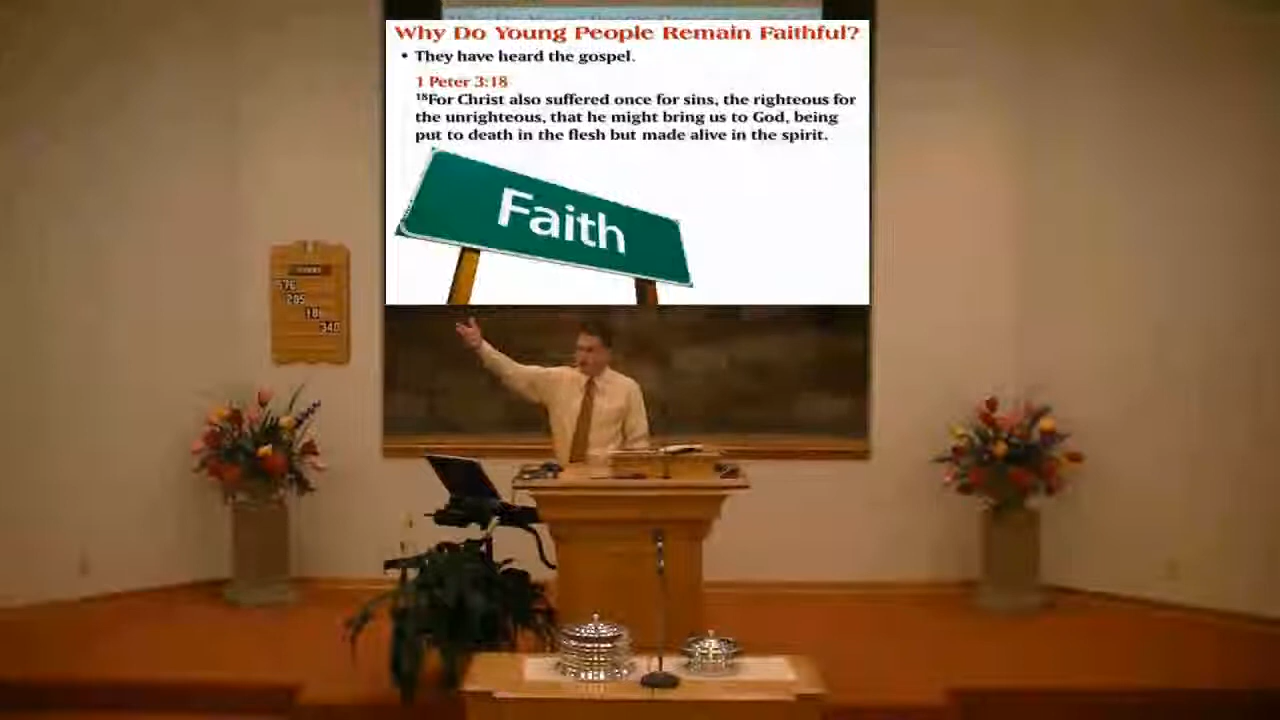 Why Do Young People Remain Faithful?
• They have heard the gospel.
1 Peter 3:18
18For Christ also suffered once for sins, the righteous for
the unrighteous, that he might bring us to God, being
put to death in the flesh but made alive in the spirit.
Faith
205
18
340